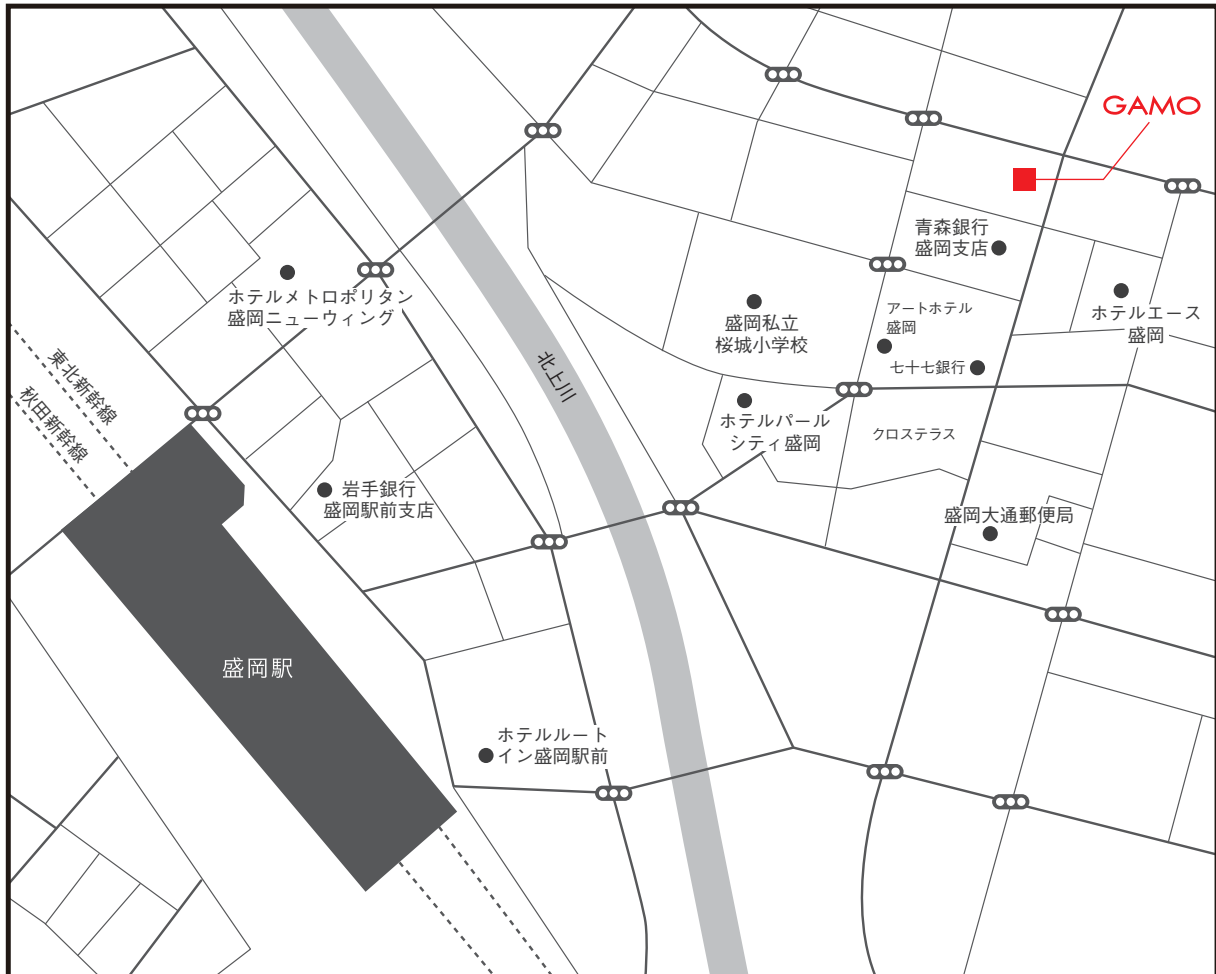 GAMO
青森銀行
盛岡支店
ホテルメトロポリタン
盛岡ニューウィング
盛岡私立
桜城小学校
アートホテル
盛岡
ホテルエース
盛岡
七十七銀行
北上川
東北新幹線
秋田新幹線
ホテルパール
シティ盛岡
クロステラス
岩手銀行
盛岡駅前支店
盛岡大通郵便局
盛岡駅
ホテルルート
イン盛岡駅前